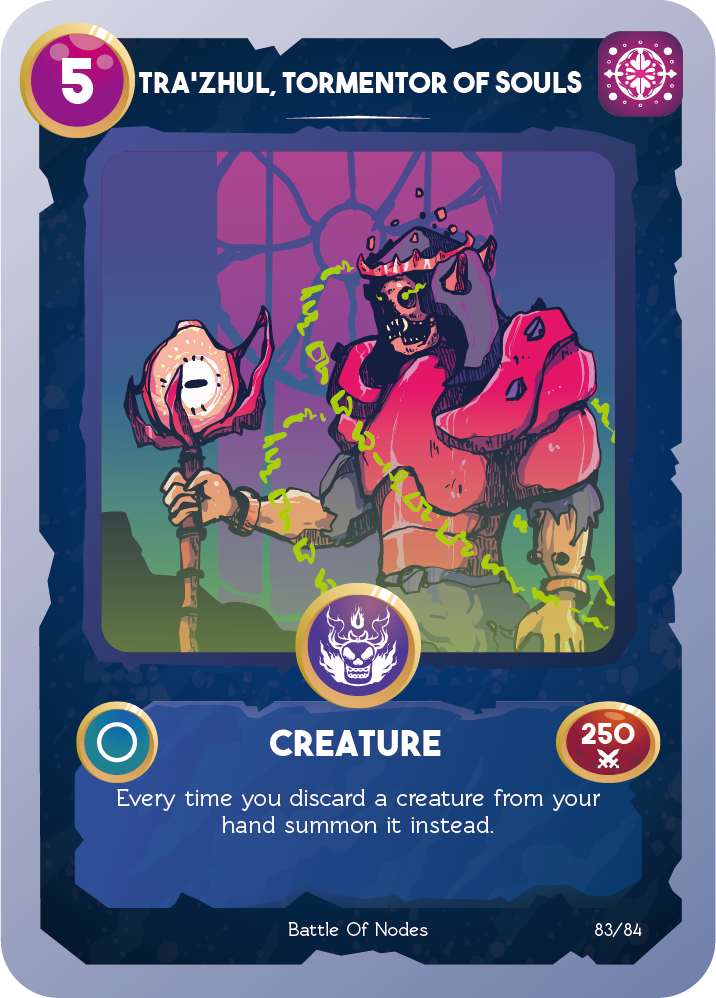 5
TRA'ZHUL, TORMENTOR OF SOULS
CREATURE
250
Every time you discard a creature from your
hand summon it instead.
Battle Of Nodes
83/84